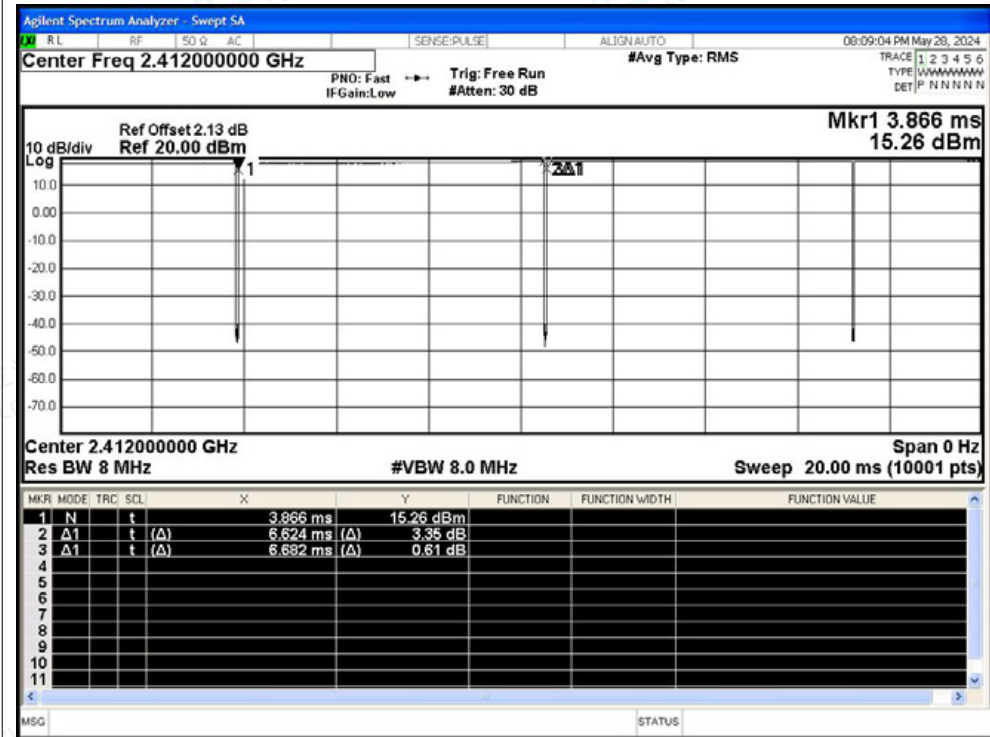 Agilent Spectrum Analyzer - Swept SA
LXI RL RF 50 Ω AC SENSE:PULSE ALIGNAUTO 08:09:04 PM May 28, 2024
Center Freq 2.412000000 GHz #Avg Type: RMS TRACE 1 2 3 4 5 6
PNO: Fast Trig: Free Run TYPE WWWWWW
IFGain:Low #Atten: 30 dB DET P N N N N N
Mkr1 3.866 ms
Ref Offset 2.13 dB
10 dB/div Ref 20.00 dBm 15.26 dBm
Log
1 3Δ1
10.0
0.00
-10.0
-20.0
-30.0
-40.0
-50.0
-60.0
-70.0
Center 2.412000000 GHz Span 0 Hz
Res BW 8 MHz #VBW 8.0 MHz Sweep 20.00 ms (10001 pts)
MKR MODE TRC SCL X Y FUNCTION FUNCTION WIDTH FUNCTION VALUE
1 N t 3.866 ms 15.26 dBm
2 Δ1 t (Δ) 6.624 ms (Δ) 3.35 dB
3 Δ1 t (Δ) 6.682 ms (Δ) 0.61 dB
4
5
6
7
8
9
10
11
MSG STATUS